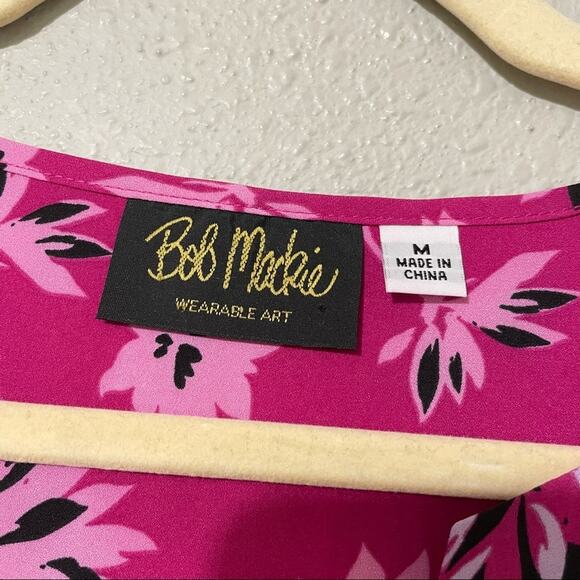 Bob Mackie
WEARABLE ART
M
MADE IN
CHINA